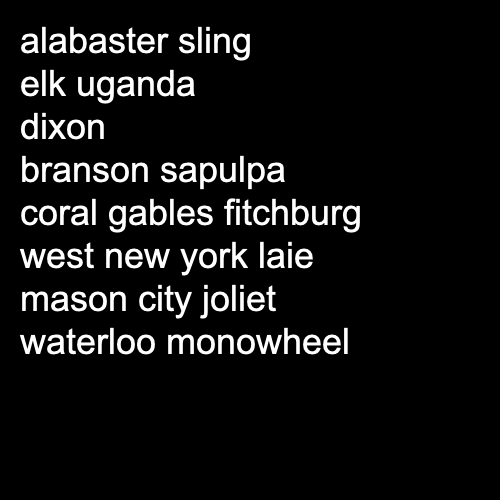 alabaster sling
elk uganda
dixon
branson sapulpa
coral gables fitchburg
west new york laie
mason city joliet
waterloo monowheel